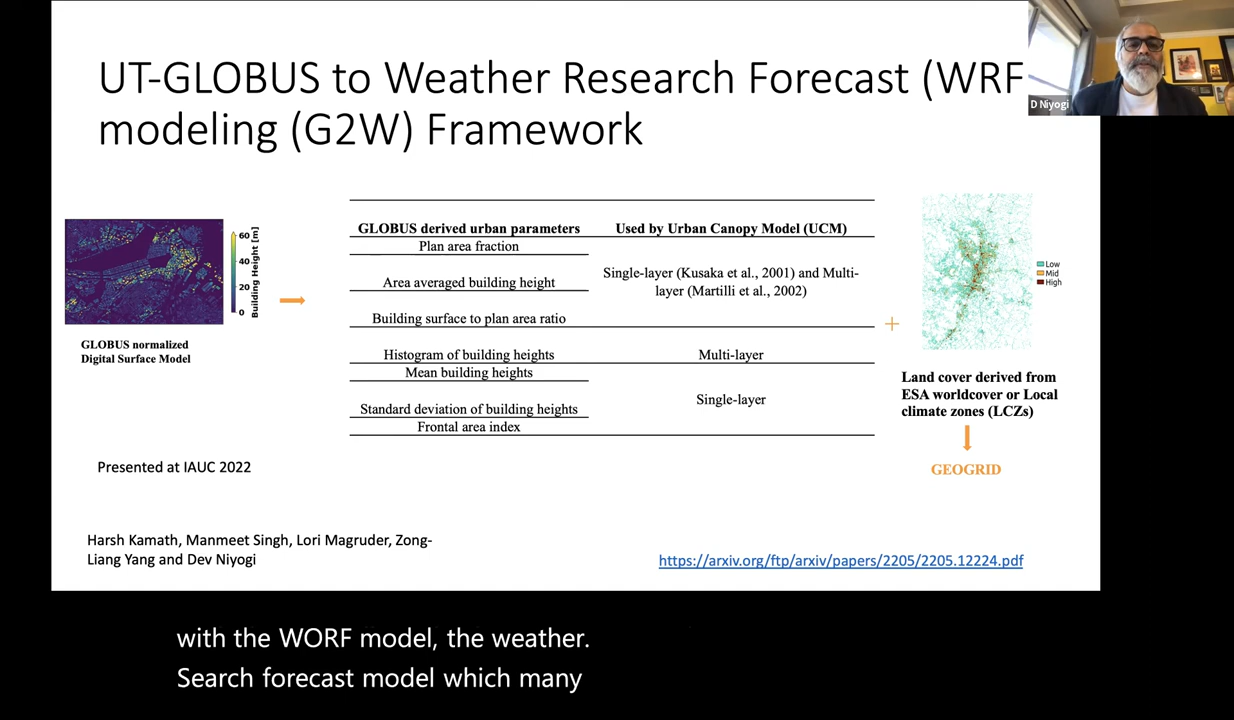 UT-GLOBUS to Weather Research Forecast (WRF
modeling (G2W) Framework
D Niyogi
60
40
20
0
Building Height [m]
GLOBUS normalized
Digital Surface Model
GLOBUS derived urban parameters
Used by Urban Canopy Model (UCM)
Plan area fraction
Area averaged building height
Single-layer (Kusaka et al., 2001) and Multi-
layer (Martilli et al., 2002)
Building surface to plan area ratio
Histogram of building heights
Multi-layer
Mean building heights
Standard deviation of building heights
Single-layer
Frontal area index
+
Low
Mid
High
Land cover derived from
ESA worldcover or Local
climate zones (LCZs)
GEOGRID
Presented at IAUC 2022
Harsh Kamath, Manmeet Singh, Lori Magruder, Zong-
Liang Yang and Dev Niyogi
https://arxiv.org/ftp/arxiv/papers/2205/2205.12224.pdf
with the WORF model, the weather.
Search forecast model which many